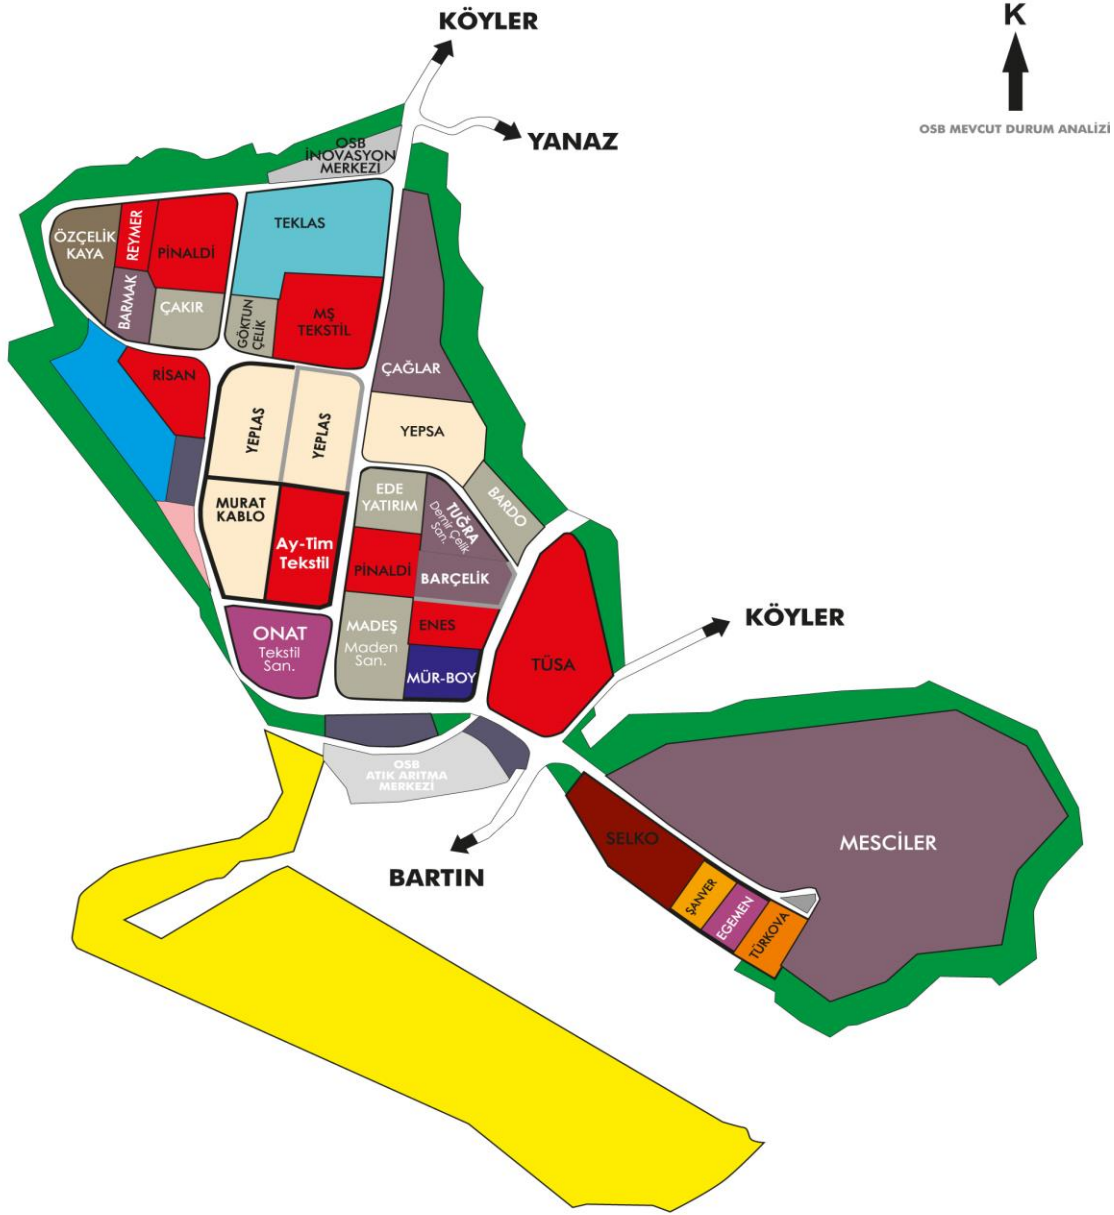 KÖYLER
K
OSB MEVCUT DURUM ANALİZİ
YANAZ
OSB
İNOVASYON
MERKEZİ
ÖZÇELİK
KAYA
REYMER
PİNALDİ
TEKLAS
BARMAK
ÇAKIR
GÖKTUN
ÇELİK
MŞ
TEKSTİL
ÇAĞLAR
RİSAN
YEPLAS
YEPLAS
YEPSA
MURAT
KABLO
Ay-Tim
Tekstil
EDE
YATIRIM
TUĞRA
Demir Çelik
San.
BARDO
PİNALDİ
BARÇELİK
ONAT
Tekstil
San.
MADEŞ
Maden
San.
ENES
MÜR-BOY
TÜSA
KÖYLER
OSB
ATIK ARITMA
MERKEZİ
BARTIN
SELKO
ŞANVER
EGEMEN
TÜRKOVA
MESCİLER